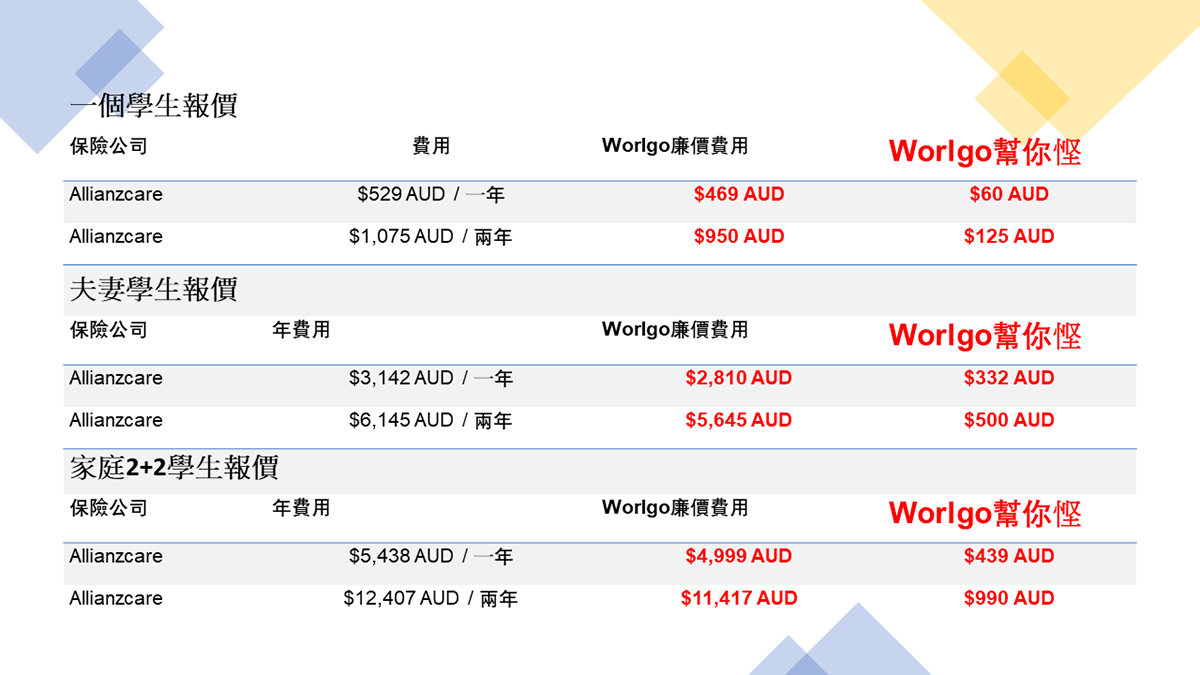 一個學生報價
保險公司 費用 Worlgo廉價費用 Worlgo幫你慳
Allianzcare $529 AUD / 一年 $469 AUD $60 AUD
Allianzcare $1,075 AUD / 兩年 $950 AUD $125 AUD
夫妻學生報價
保險公司 年費用 Worlgo廉價費用 Worlgo幫你慳
Allianzcare $3,142 AUD / 一年 $2,810 AUD $332 AUD
Allianzcare $6,145 AUD / 兩年 $5,645 AUD $500 AUD
家庭2+2學生報價
保險公司 年費用 Worlgo廉價費用 Worlgo幫你慳
Allianzcare $5,438 AUD / 一年 $4,999 AUD $439 AUD
Allianzcare $12,407 AUD / 兩年 $11,417 AUD $990 AUD